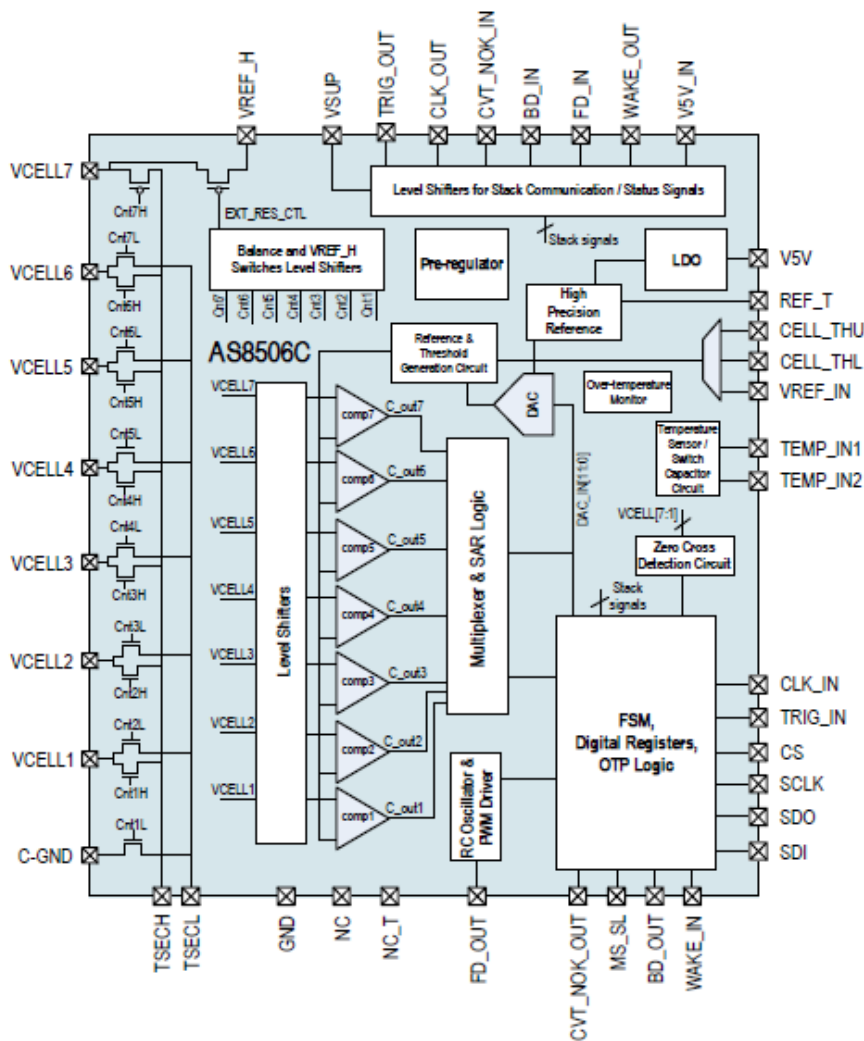 VREF_H
VSUP
TRIG_OUT
CLK_OUT
CVT_NOK_IN
BD_IN
FD_IN
WAKE_OUT
V5V_IN
VCELL7
VCELL6
VCELL5
VCELL4
VCELL3
VCELL2
VCELL1
C-GND
Cnt7H
Cnt7L
Cnt6H
Cnt6L
Cnt5H
Cnt5L
Cnt4H
Cnt4L
Cnt3H
Cnt3L
Cnt2H
Cnt2L
Cnt1H
Cnt1L
EXT_RES_CTL
Balance and VREF_H
Switches Level Shifters
Cnt7
Cnt6
Cnt5
Cnt4
Cnt3
Cnt2
Cnt1
AS8506C
Level Shifters for Stack Communication / Status Signals
Stack signals
Pre-regulator
LDO
High
Precision
Reference
Reference &
Threshold
Generation Circuit
DAC
Over-temperature
Monitor
Temperature
Sensor /
Switch
Capacitor
Circuit
VCELL[7:1]
Zero Cross
Detection Circuit
DAC_IN[11:0]
Stack
signals
VCELL7
VCELL6
VCELL5
VCELL4
VCELL3
VCELL2
VCELL1
Level Shifters
comp7
comp6
comp5
comp4
comp3
comp2
comp1
C_out7
C_out6
C_out5
C_out4
C_out3
C_out2
C_out1
Multiplexer & SAR Logic
RC Oscillator &
PWM Driver
FSM,
Digital Registers,
OTP Logic
V5V
REF_T
CELL_THU
CELL_THL
VREF_IN
TEMP_IN1
TEMP_IN2
CLK_IN
TRIG_IN
CS
SCLK
SDO
SDI
TSECH
TSECL
GND
NC
NC_T
FD_OUT
CVT_NOK_OUT
MS_SL
BD_OUT
WAKE_IN